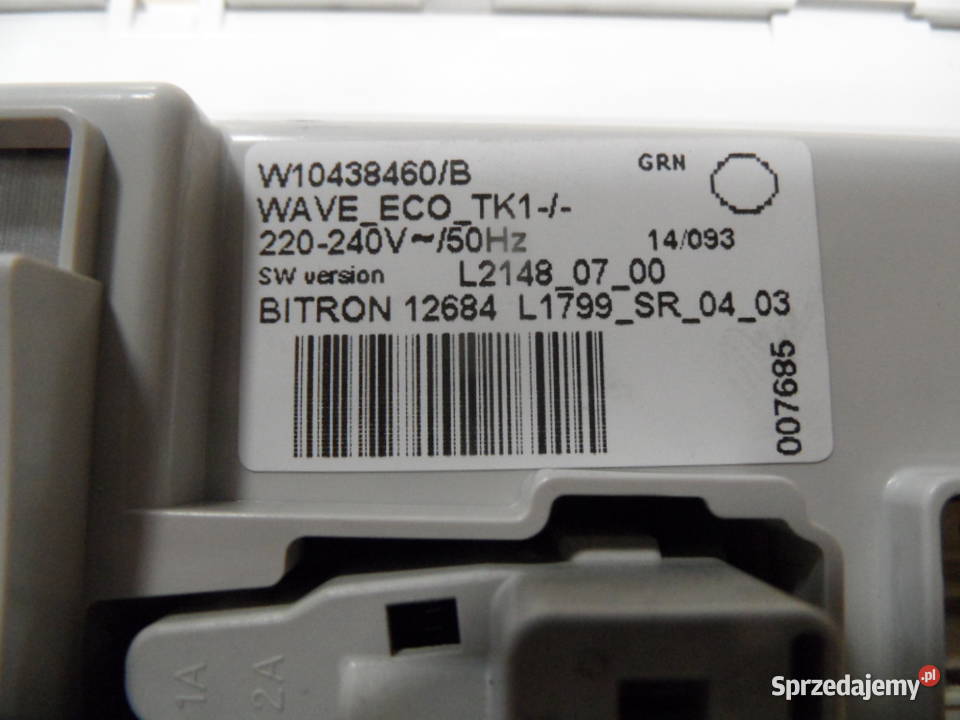 W10438460/B
GRN
WAVE_ECO_TK1-/-
220-240V~/50Hz 14/093
SW version L2148_07_00
BITRON 12684 L1799_SR_04_03
007685
1A
2A
Sprzedajemy.pl